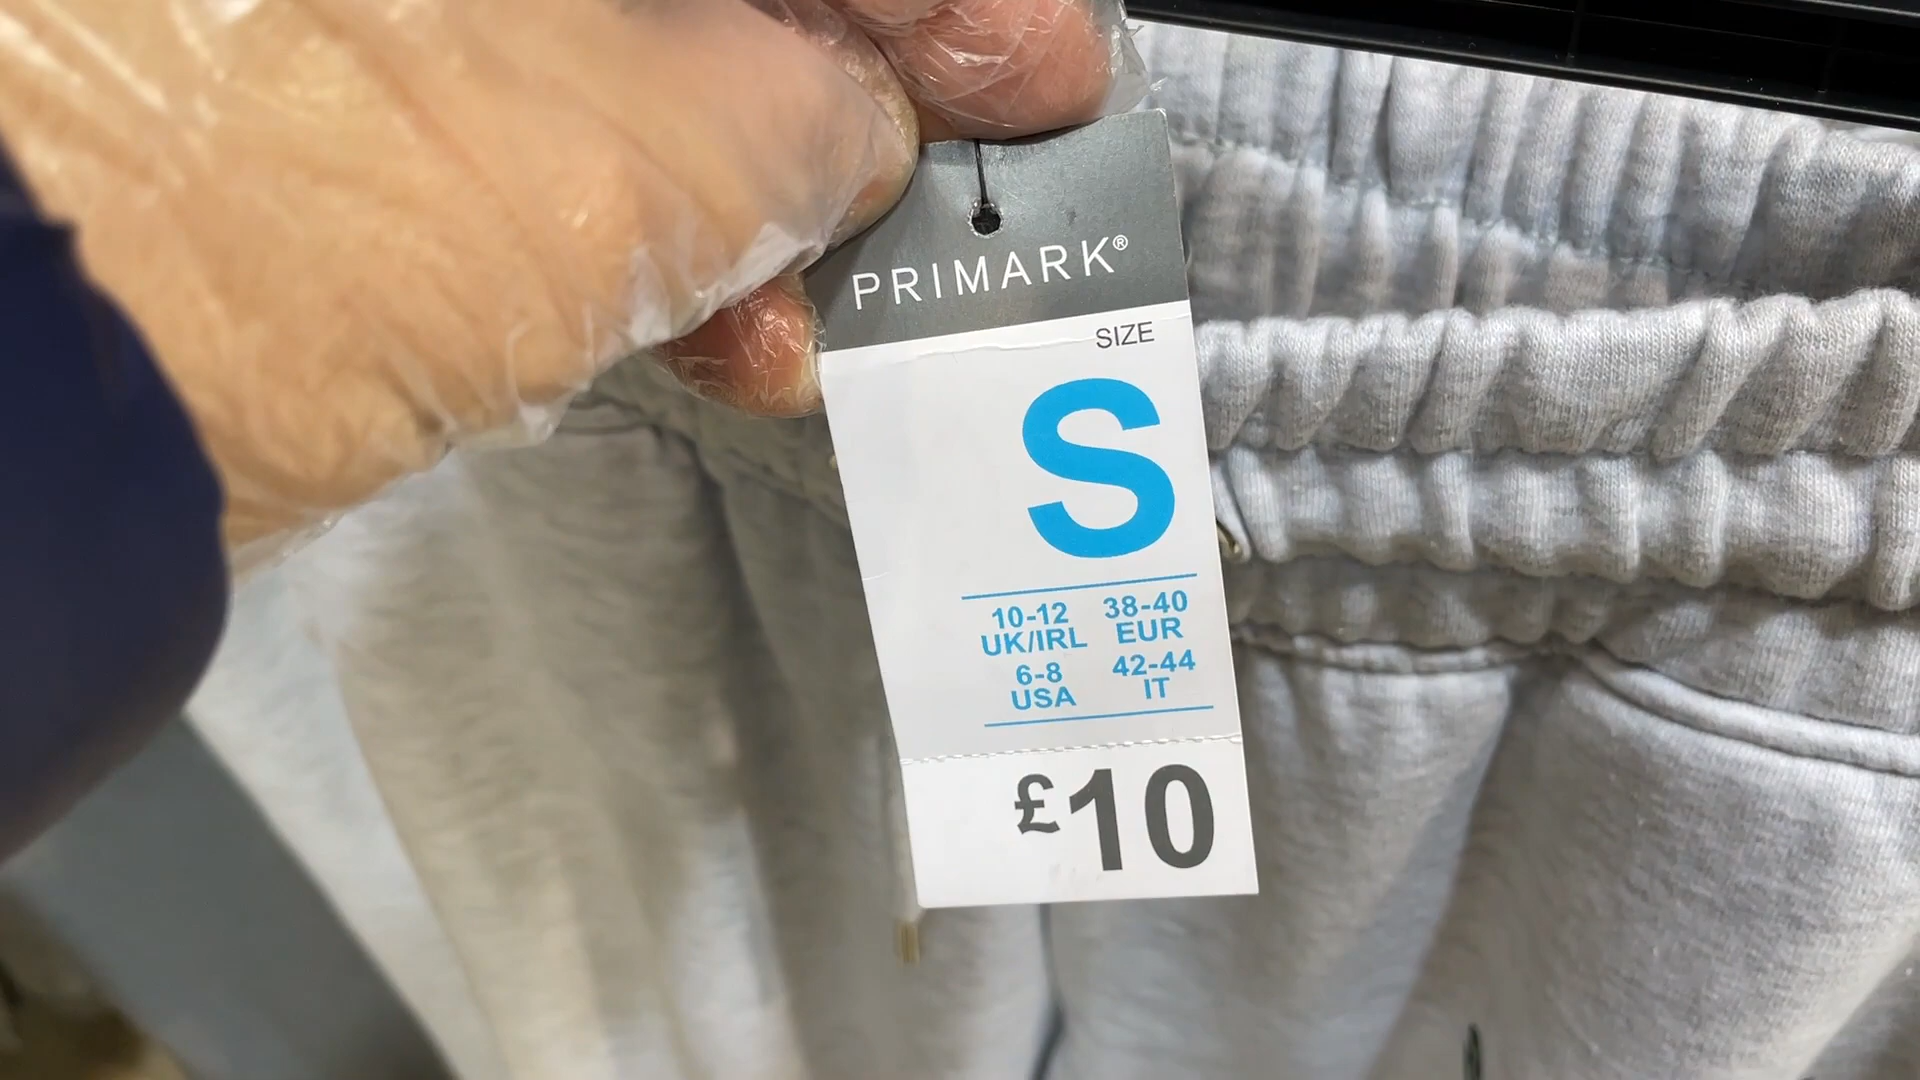 PRIMARK®
SIZE
S
10-12 38-40
UK/IRL EUR
6-8 42-44
USA IT
£10